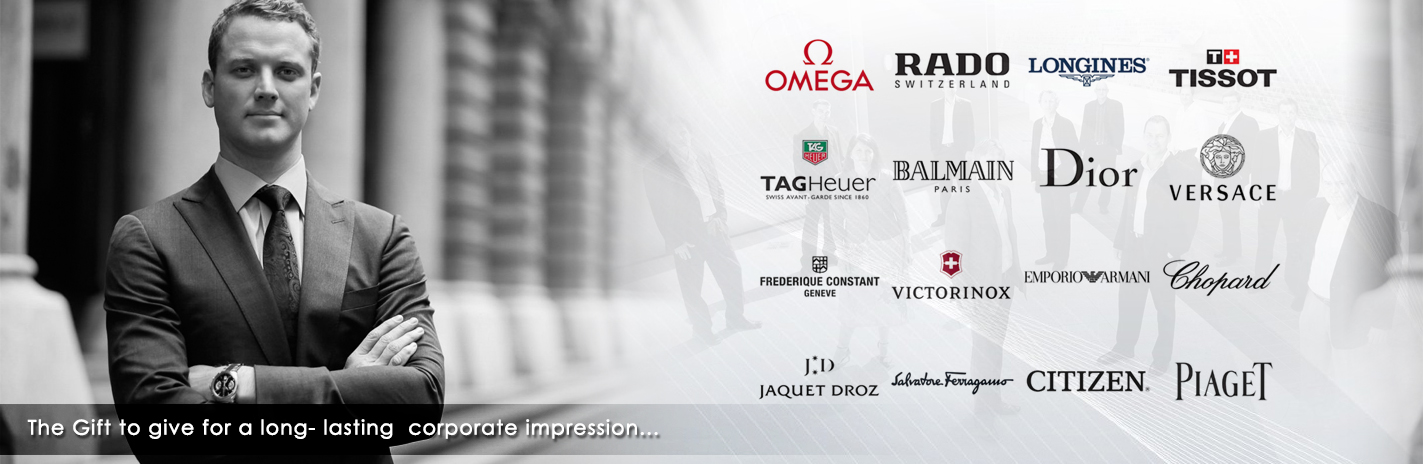 OMEGA
RADO
SWITZERLAND
LONGINES®
T+
TISSOT
TAG
HEUER
TAGHeuer
SWISS AVANT-GARDE SINCE 1860
BALMAIN
PARIS
Dior
VERSACE
FREDERIQUE CONSTANT
GENEVE
VICTORINOX
EMPORIO ARMANI
Chopard
J*D
JAQUET DROZ
Salvatore Ferragamo
CITIZEN®
PIAGET
The Gift to give for a long- lasting  corporate impression...